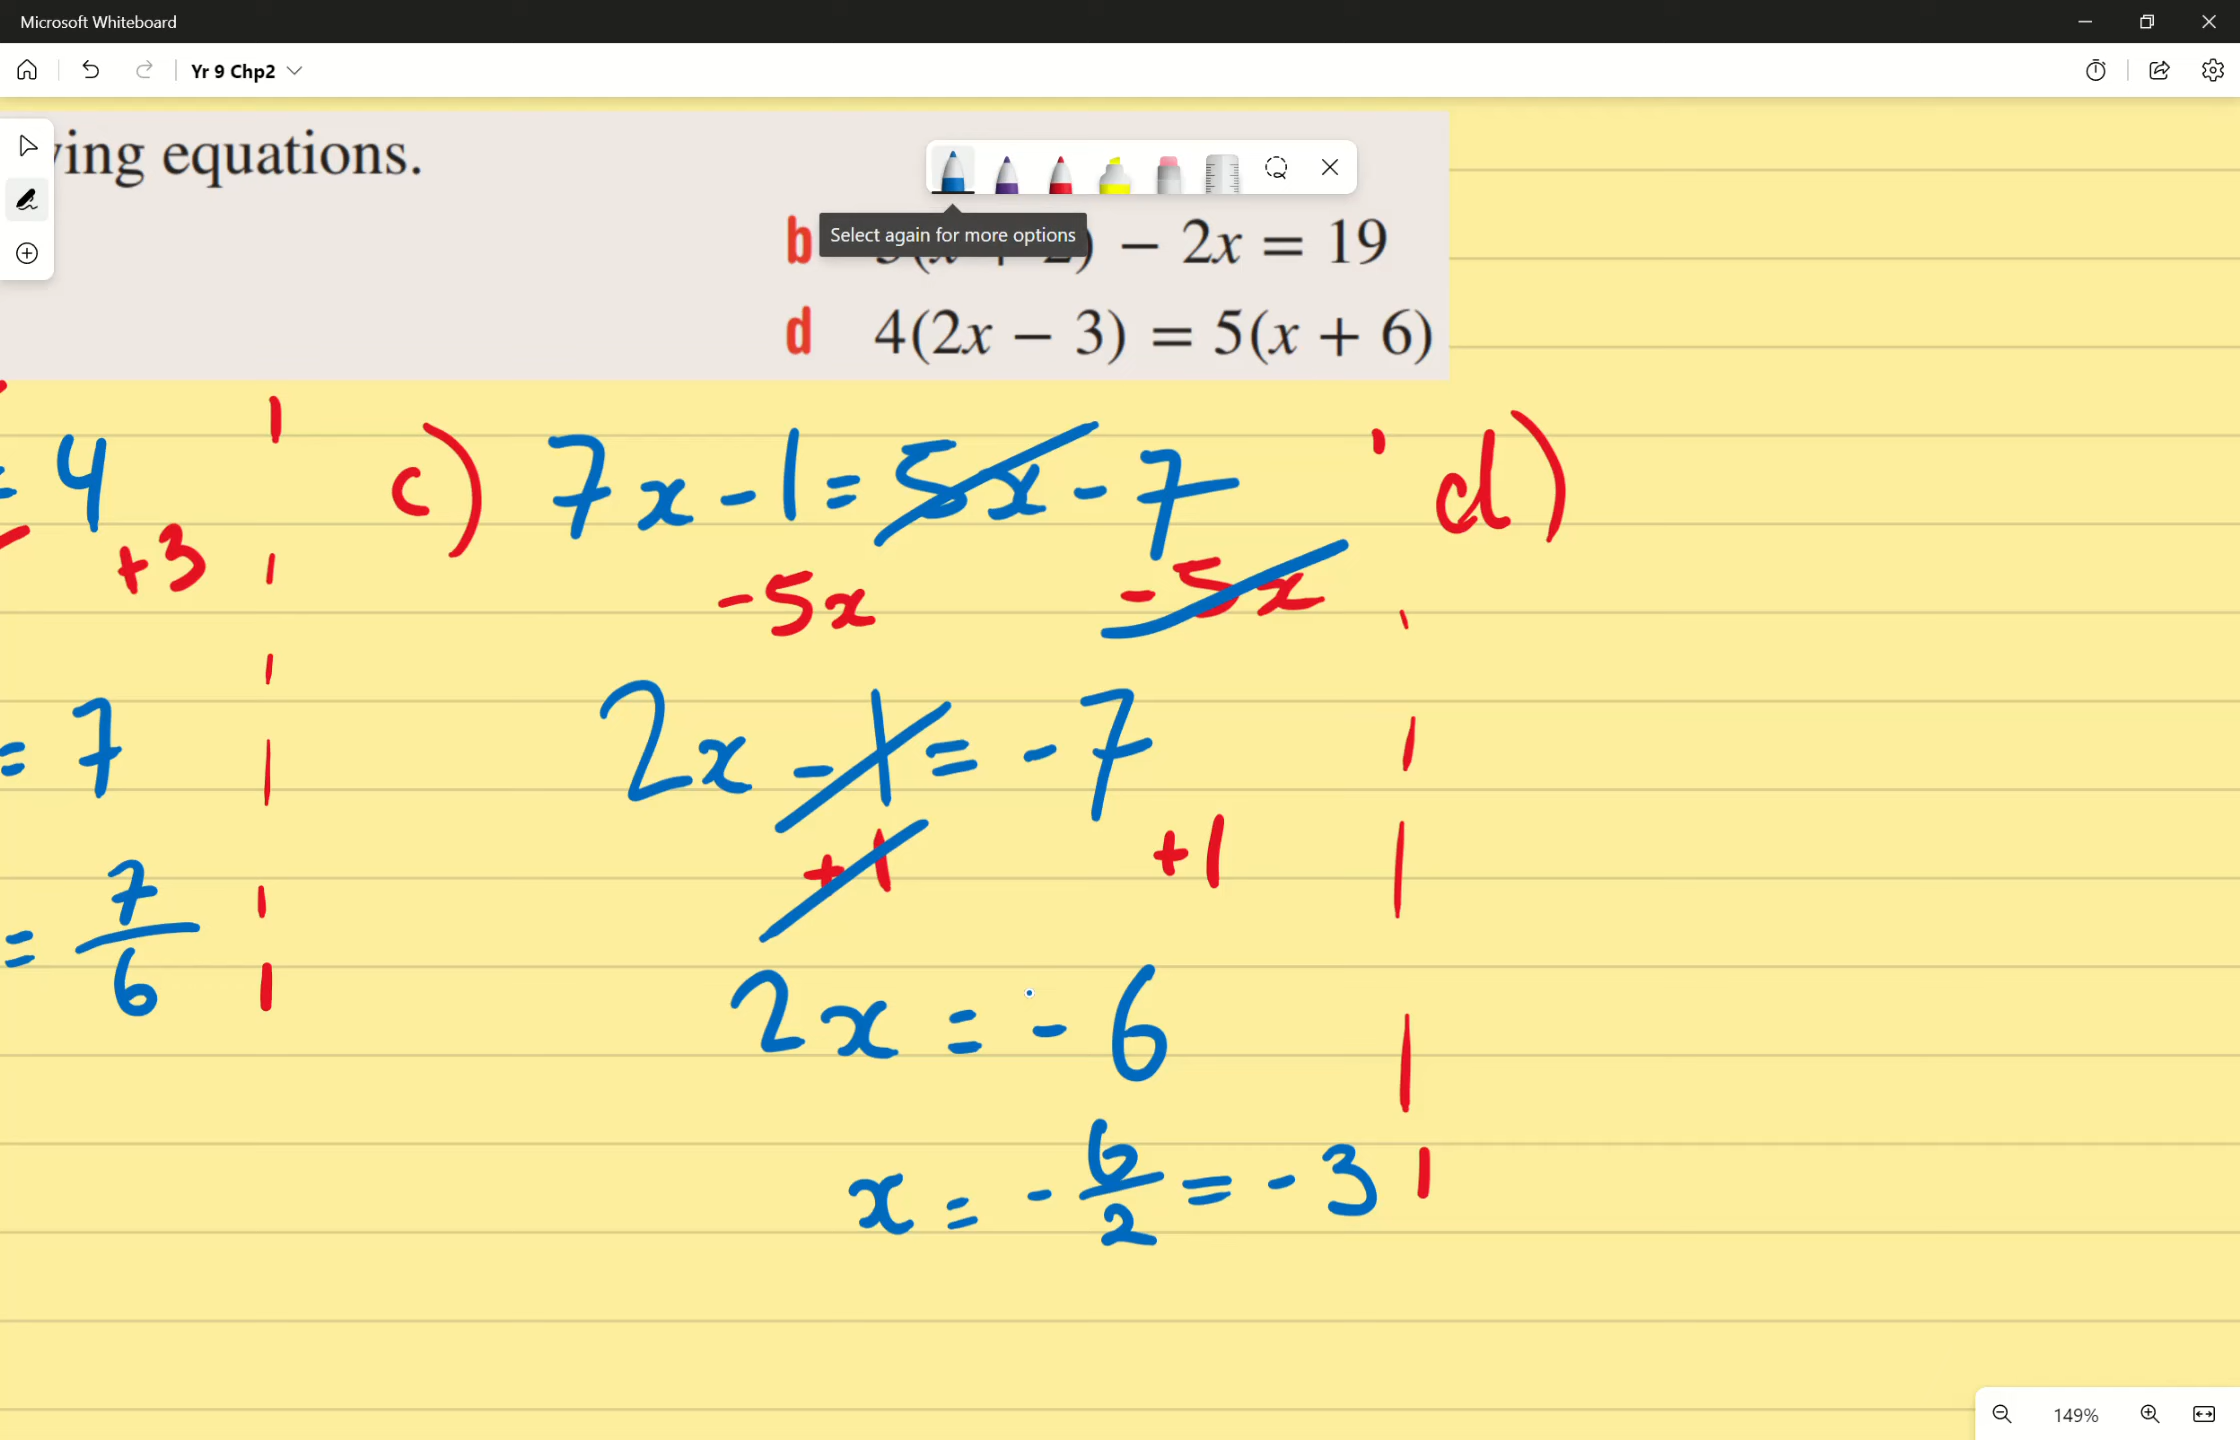 Microsoft Whiteboard
Yr 9 Chp2
ving equations.
Select again for more options
b ) − 2x = 19
d 4(2x − 3) = 5(x + 6)
= 4
+3
= 7
= 7/6
c) 7x - 1 = 5x - 7
-5x -5x
2x - 1 = -7
+1 +1
2x = -6
x = -6/2 = -3
d)
149%